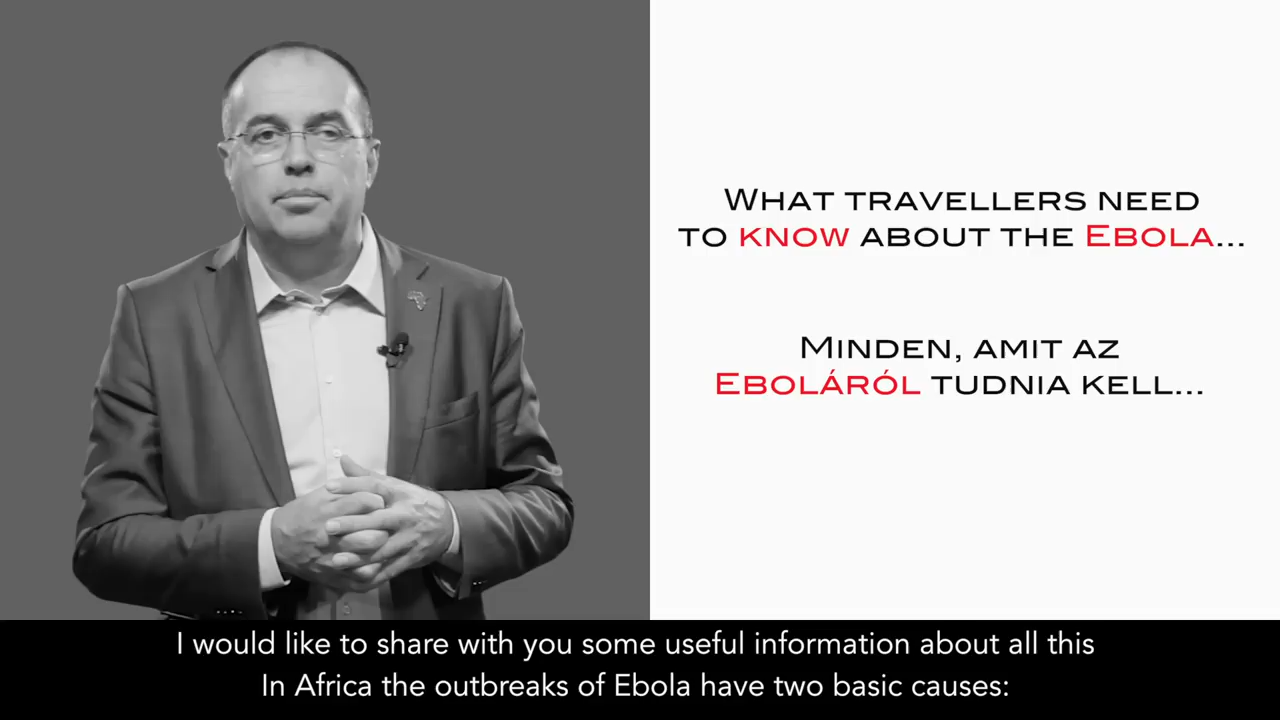 WHAT TRAVELLERS NEED
TO KNOW ABOUT THE EBOLA...
MINDEN, AMIT AZ
EBOLÁRÓL TUDNIA KELL...
I would like to share with you some useful information about all this
In Africa the outbreaks of Ebola have two basic causes: